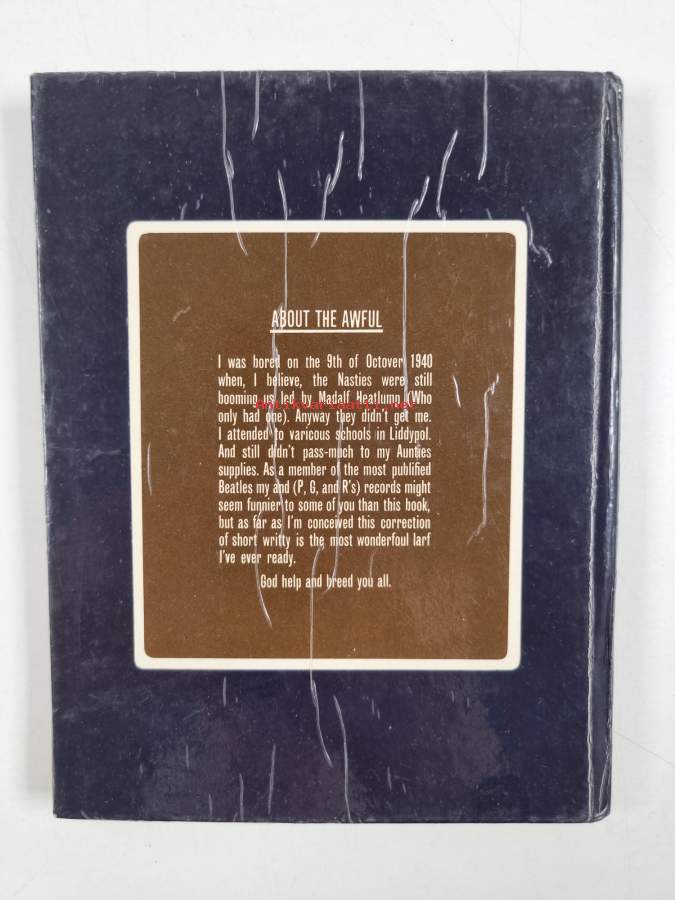 ABOUT THE AWFUL
I was bored on the 9th of Octover 1940
when, I believe, the Nasties were still
booming us led by Madalf Heatlump (Who
only had one). Anyway they didn't get me.
I attended to varicous schools in Liddypol.
And still didn't pass—much to my Aunties
supplies. As a member of the most publified
Beatles my and (P, G, and R's) records might
seem funnier to some of you than this book,
but as far as I'm conceived this correction
of short writty is the most wonderfoul larf
I've ever ready.
God help and breed you all.